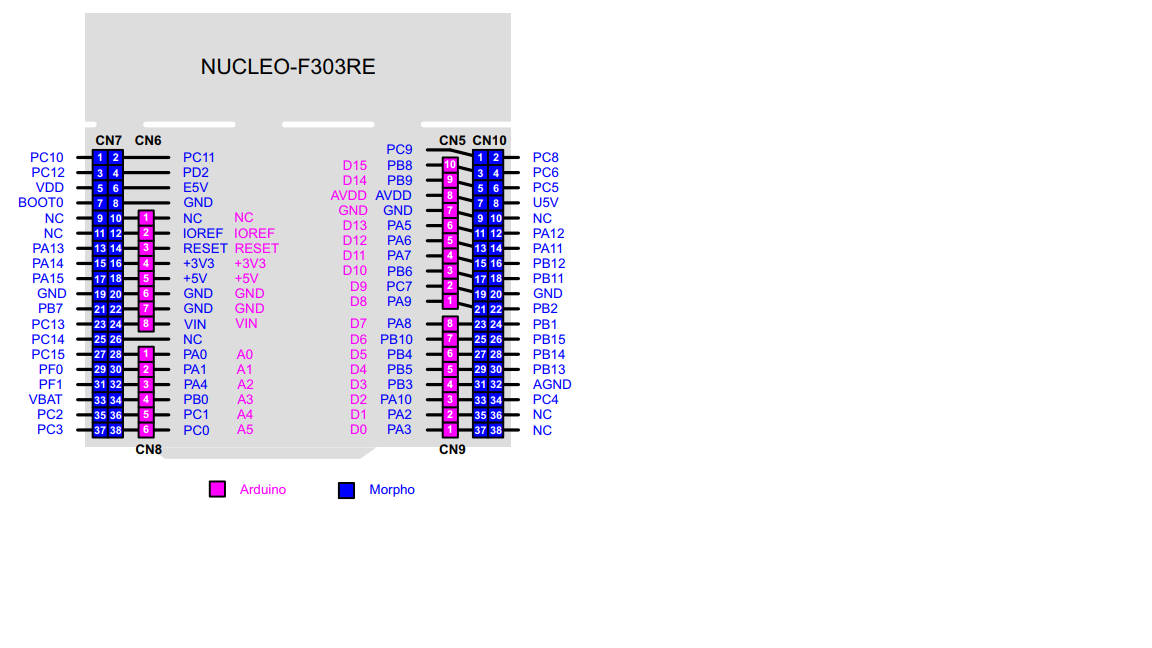 NUCLEO-F303RE
CN7 CN6 CN5 CN10
PC9
PC10 1 2 PC11 D15 PB8 10 1 2 PC8
PC12 3 4 PD2 D14 PB9 9 3 4 PC6
VDD 5 6 E5V AVDD AVDD 8 5 6 PC5
BOOT0 7 8 GND GND GND 7 7 8 U5V
NC 9 10 1 NC NC D13 PA5 6 9 10 NC
NC 11 12 2 IOREF IOREF D12 PA6 5 11 12 PA12
PA13 13 14 3 RESET RESET D11 PA7 4 13 14 PA11
PA14 15 16 4 +3V3 +3V3 D10 PB6 3 15 16 PB12
PA15 17 18 5 +5V +5V D9 PC7 2 17 18 PB11
GND 19 20 6 GND GND D8 PA9 1 19 20 GND
PB7 21 22 7 GND GND 21 22 PB2
PC13 23 24 8 VIN VIN D7 PA8 8 23 24 PB1
PC14 25 26 NC D6 PB10 7 25 26 PB15
PC15 27 28 1 PA0 A0 D5 PB4 6 27 28 PB14
PF0 29 30 2 PA1 A1 D4 PB5 5 29 30 PB13
PF1 31 32 3 PA4 A2 D3 PB3 4 31 32 AGND
VBAT 33 34 4 PB0 A3 D2 PA10 3 33 34 PC4
PC2 35 36 5 PC1 A4 D1 PA2 2 35 36 NC
PC3 37 38 6 PC0 A5 D0 PA3 1 37 38 NC
CN8 CN9
Arduino Morpho